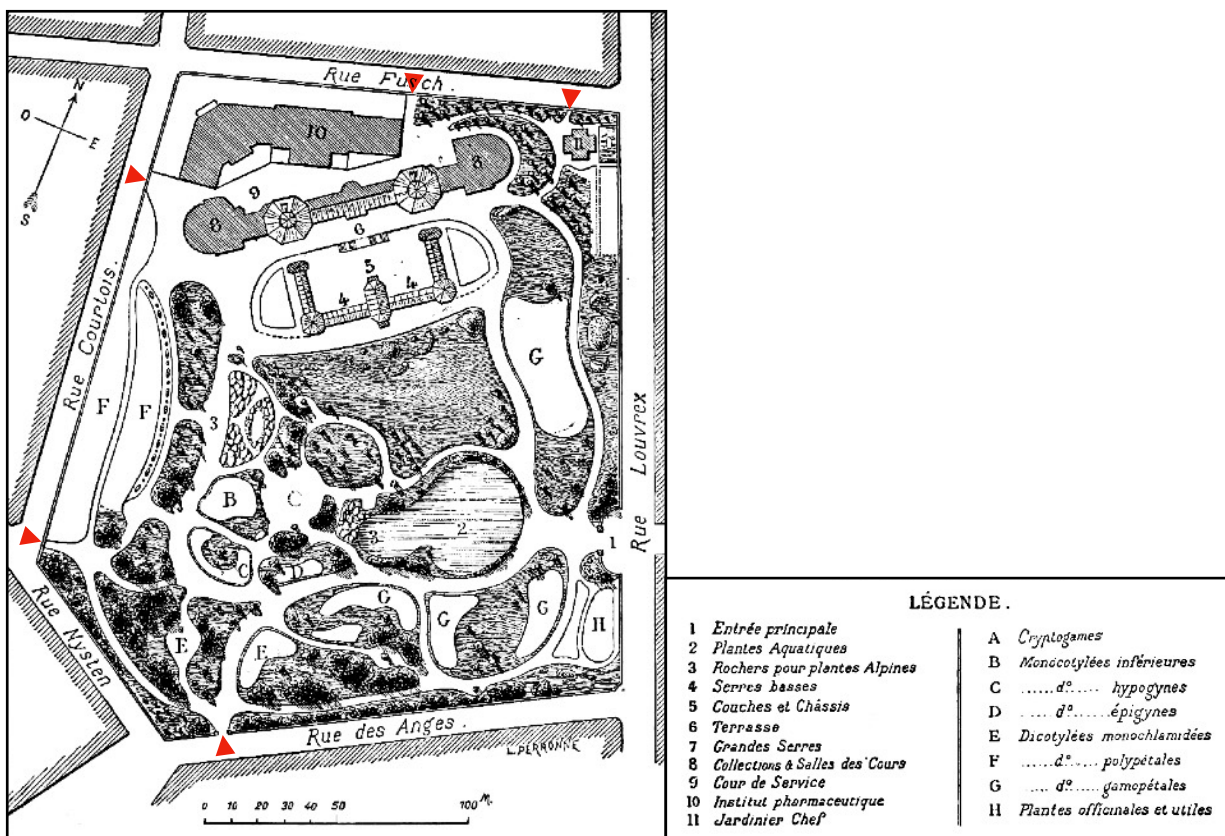 Rue Fusch.
N
O
E
S
10
11
8
7
9
7
8
6
5
4
4
Rue Courtois.
G
F
F
3
Rue Louvrex
B
C
2
3
1
C
D
G
G
G
H
E
E
Rue Nysten
Rue des Anges.
L. PERRONNE
0 10 20 30 40 50 100 M.
LÉGENDE.
1 Entrée principale
2 Plantes Aquatiques
3 Rochers pour plantes Alpines
4 Serres basses
5 Couches et Châssis
6 Terrasse
7 Grandes Serres
8 Collections & Salles des Cours
9 Cour de Service
10 Institut pharmaceutique
11 Jardinier Chef
A Cryptogames
B Monocotylées inférieures
C ......do...... hypogynes
D .....do.......épigynes
E Dicotylées monochlamidées
F ......do...... polypétales
G ....do..... gamopétales
H Plantes officinales et utiles